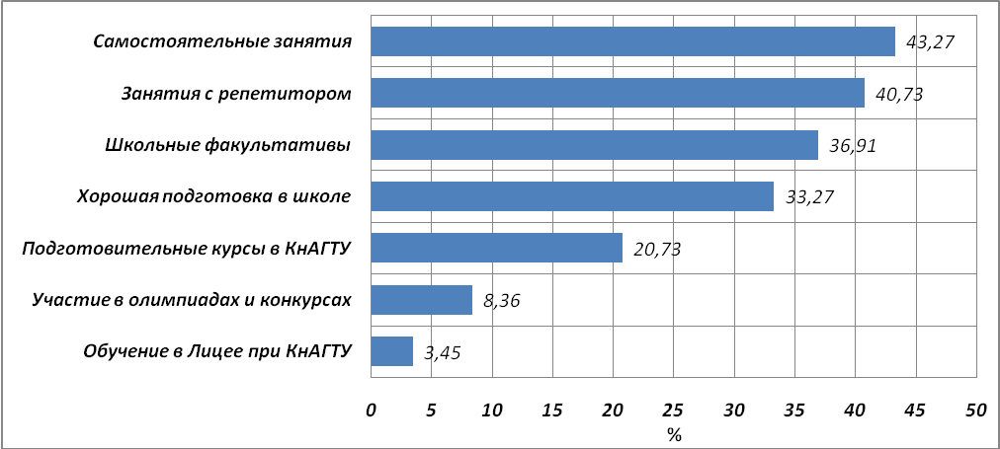 Самостоятельные занятия 43,27
Занятия с репетитором 40,73
Школьные факультативы 36,91
Хорошая подготовка в школе 33,27
Подготовительные курсы в КнАГТУ 20,73
Участие в олимпиадах и конкурсах 8,36
Обучение в Лицее при КнАГТУ 3,45
0 5 10 15 20 25 30 35 40 45 50
%